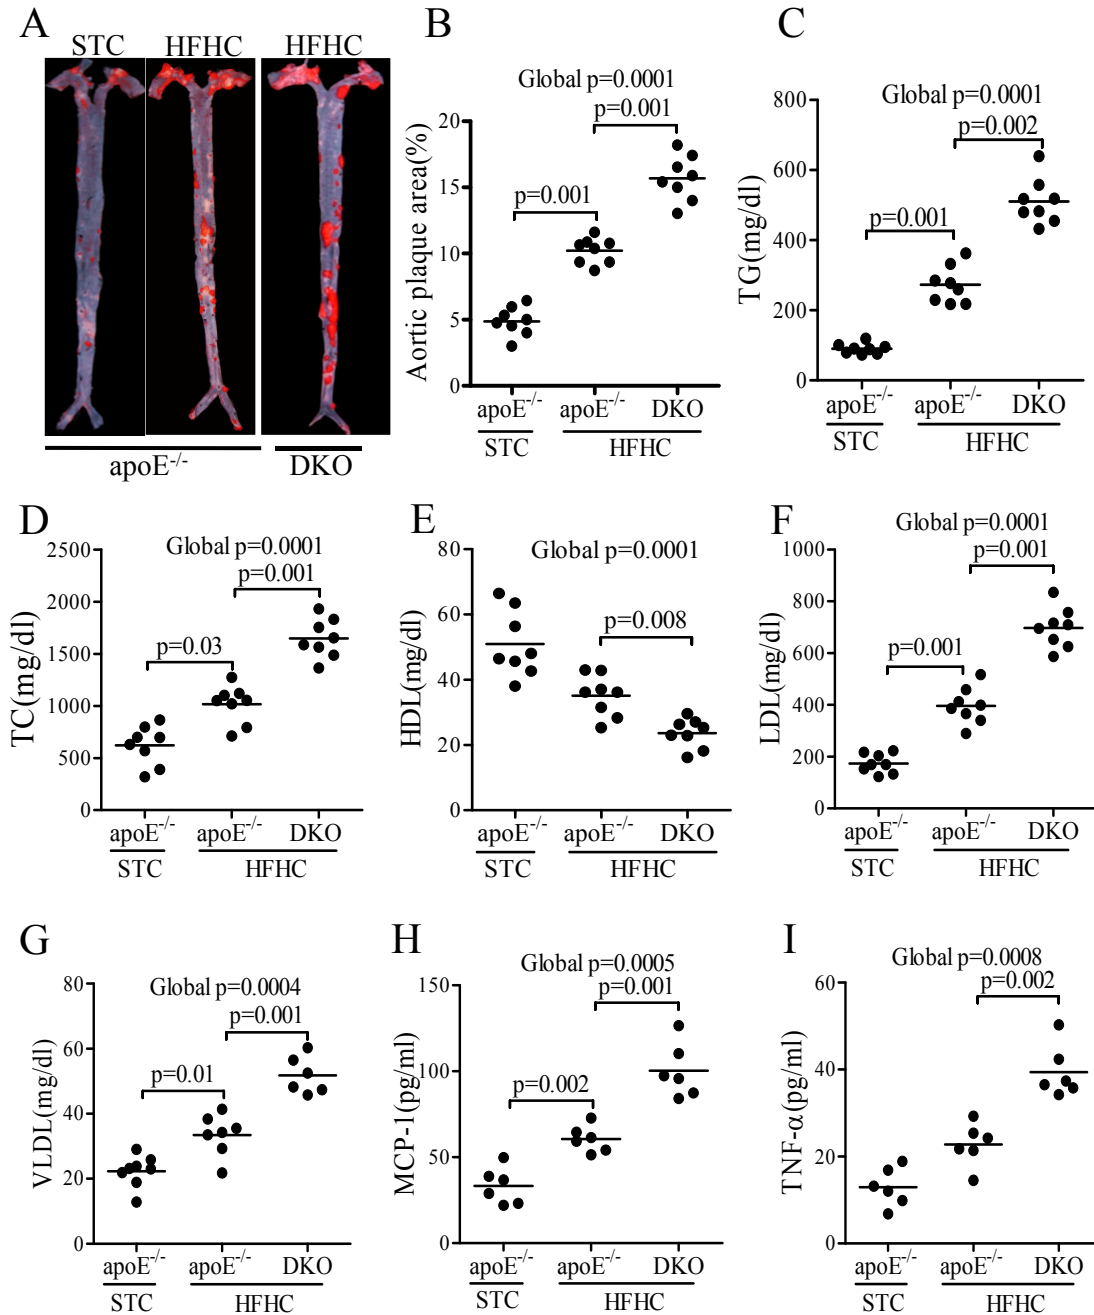 A
STC HFHC HFHC
apoE-/- DKO
B
Global p=0.0001
p=0.001
p=0.001
Aortic plaque area(%)
20
15
10
5
0
apoE-/- apoE-/- DKO
STC HFHC
C
Global p=0.0001
p=0.002
p=0.001
TG(mg/dl)
800
600
400
200
0
apoE-/- apoE-/- DKO
STC HFHC
D
Global p=0.0001
p=0.001
p=0.03
TC(mg/dl)
2500
2000
1500
1000
500
0
apoE-/- apoE-/- DKO
STC HFHC
E
Global p=0.0001
p=0.008
HDL(mg/dl)
80
60
40
20
0
apoE-/- apoE-/- DKO
STC HFHC
F
Global p=0.0001
p=0.001
p=0.001
LDL(mg/dl)
1000
800
600
400
200
0
apoE-/- apoE-/- DKO
STC HFHC
G
Global p=0.0004
p=0.001
p=0.01
VLDL(mg/dl)
80
60
40
20
0
apoE-/- apoE-/- DKO
STC HFHC
H
Global p=0.0005
p=0.001
p=0.002
MCP-1(pg/ml)
150
100
50
0
apoE-/- apoE-/- DKO
STC HFHC
I
Global p=0.0008
p=0.002
TNF-α(pg/ml)
60
40
20
0
apoE-/- apoE-/- DKO
STC HFHC